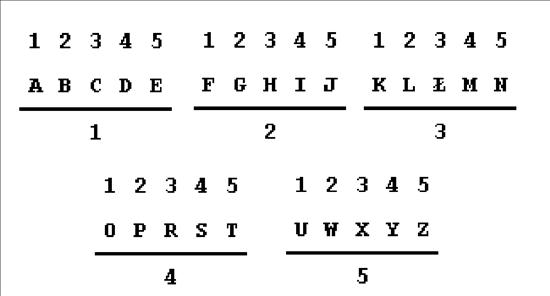 1 2 3 4 5 1 2 3 4 5 1 2 3 4 5
A B C D E F G H I J K L Ł M N
1 2 3
1 2 3 4 5 1 2 3 4 5
O P R S T U W X Y Z
4 5